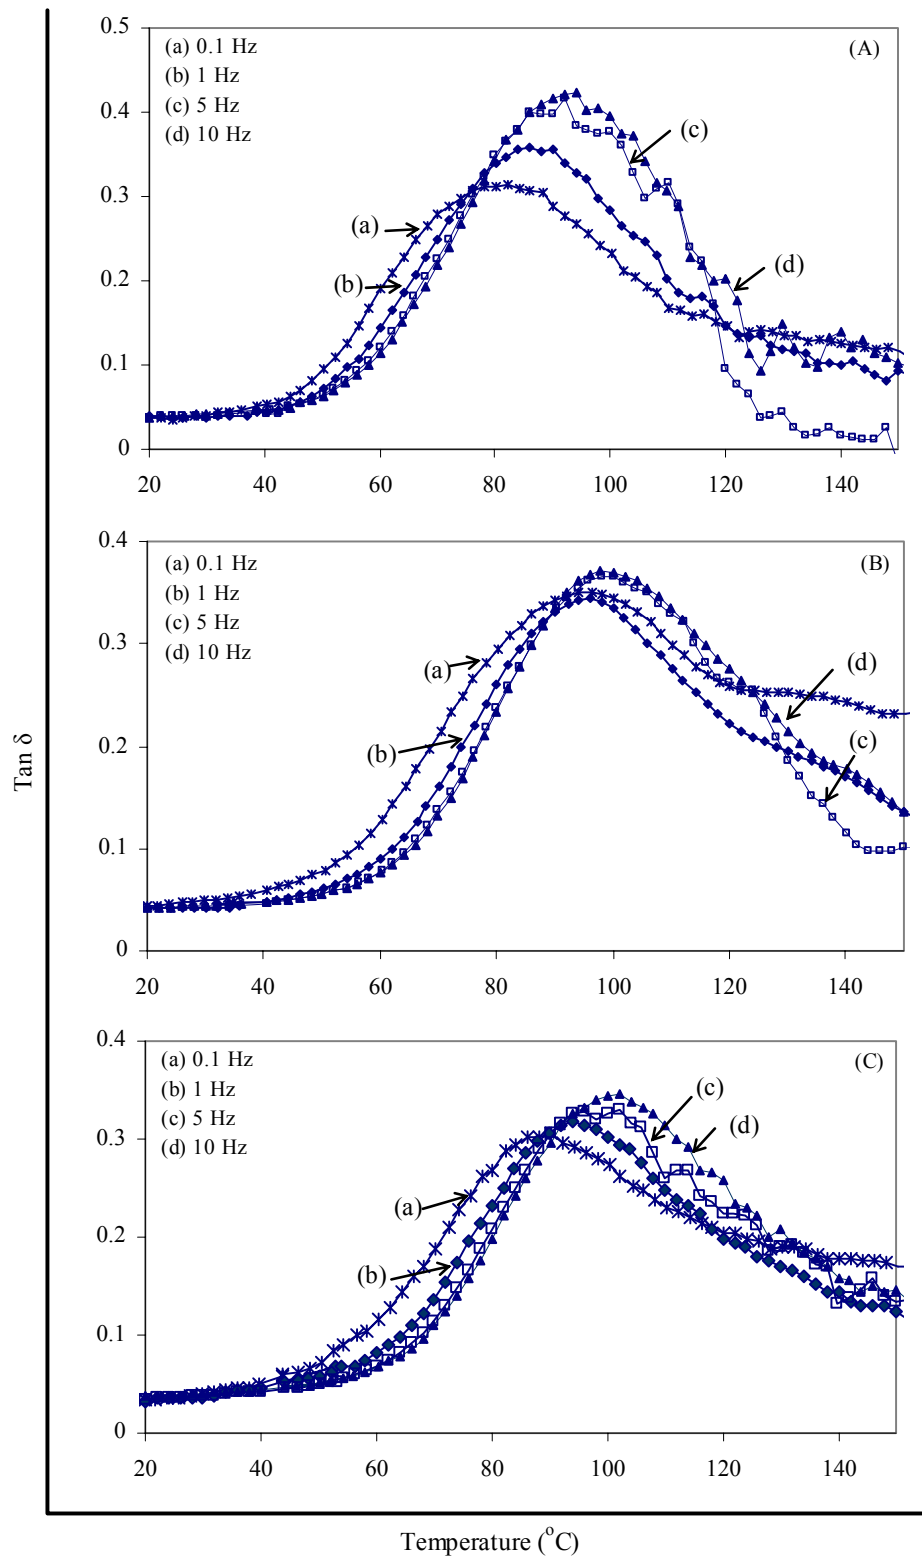 0.5
(a) 0.1 Hz
(A)
(b) 1 Hz
(c) 5 Hz
(d) 10 Hz
0.4
(c)
0.3
(a)
(d)
(b)
0.2
0.1
0
20 40 60 80 100 120 140
0.4
(a) 0.1 Hz
(B)
(b) 1 Hz
(c) 5 Hz
(d) 10 Hz
0.3
(a)
(d)
(b)
(c)
0.2
0.1
0
20 40 60 80 100 120 140
Tan δ
0.4
(a) 0.1 Hz
(C)
(b) 1 Hz
(c) 5 Hz
(d) 10 Hz
(c)
(d)
0.3
(a)
(b)
0.2
0.1
0
20 40 60 80 100 120 140
Temperature (°C)